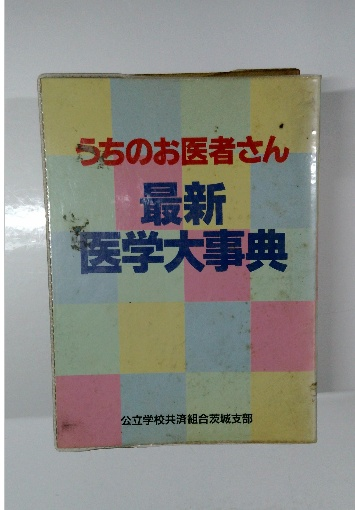 うちのお医者さん
最新
医学大事典
公立学校共済組合茨城支部